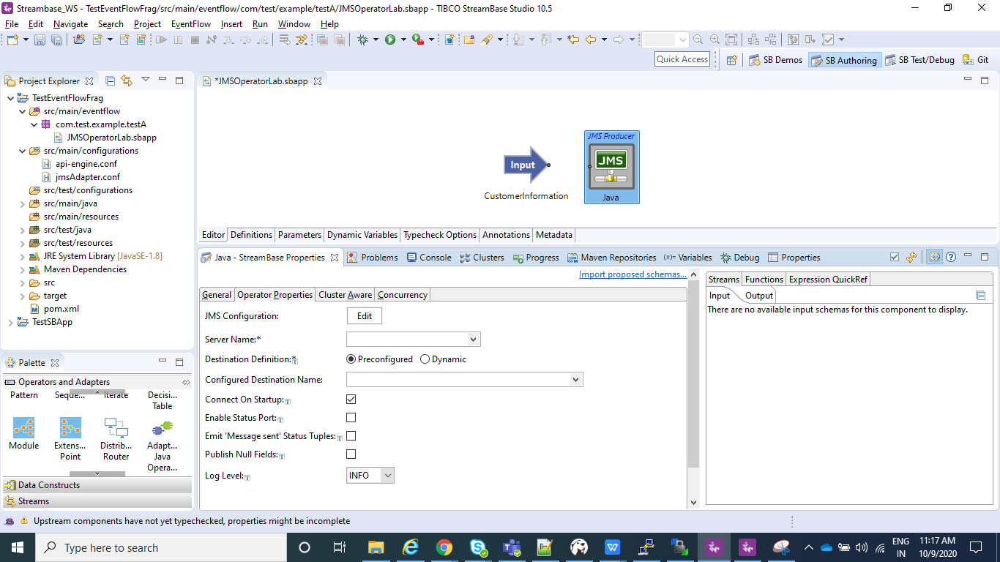 Streambase_WS - TestEventFlowFrag/src/main/eventflow/com/test/example/testA/JMSOperatorLab.sbapp - TIBCO StreamBase Studio 10.5
File Edit Navigate Search Project EventFlow Insert Run Window Help
Quick Access
SB Demos SB Authoring SB Test/Debug Git
Project Explorer
TestEventFlowFrag
src/main/eventflow
com.test.example.testA
JMSOperatorLab.sbapp
src/main/configurations
api-engine.conf
jmsAdapter.conf
src/test/configurations
src/main/java
src/main/resources
src/test/java
src/test/resources
JRE System Library [JavaSE-1.8]
Maven Dependencies
src
target
pom.xml
TestSBApp
*JMSOperatorLab.sbapp
JMS Producer
JMS
Input
CustomerInformation
Java
Editor Definitions Parameters Dynamic Variables Typecheck Options Annotations Metadata
Java - StreamBase Properties Problems Console Clusters Progress Maven Repositories (x)= Variables Debug Properties
Import proposed schemas...
General Operator Properties Cluster Aware Concurrency
JMS Configuration: Edit
Server Name:*
Destination Definition:* Preconfigured Dynamic
Configured Destination Name:
Connect On Startup:
Enable Status Port:
Emit 'Message sent' Status Tuples:
Publish Null Fields:
Log Level: INFO
Streams Functions Expression QuickRef
Input Output
There are no available input schemas for this component to display.
Palette
Operators and Adapters
Pattern Seque... Iterate Decisi...
Table
Module Exten... Distrib... Adapt...
Point Router Java
Opera...
Data Constructs
Streams
Upstream components have not yet typechecked, properties might be incomplete
Type here to search
ENG
IN
11:17 AM
10/9/2020